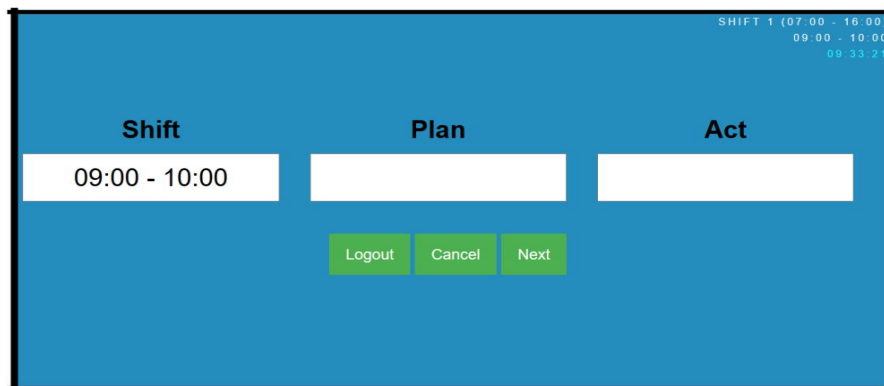 SHIFT 1 (07:00 - 16:00
09:00 - 10:00
09:33:21
Shift Plan Act
09:00 - 10:00
Logout Cancel Next